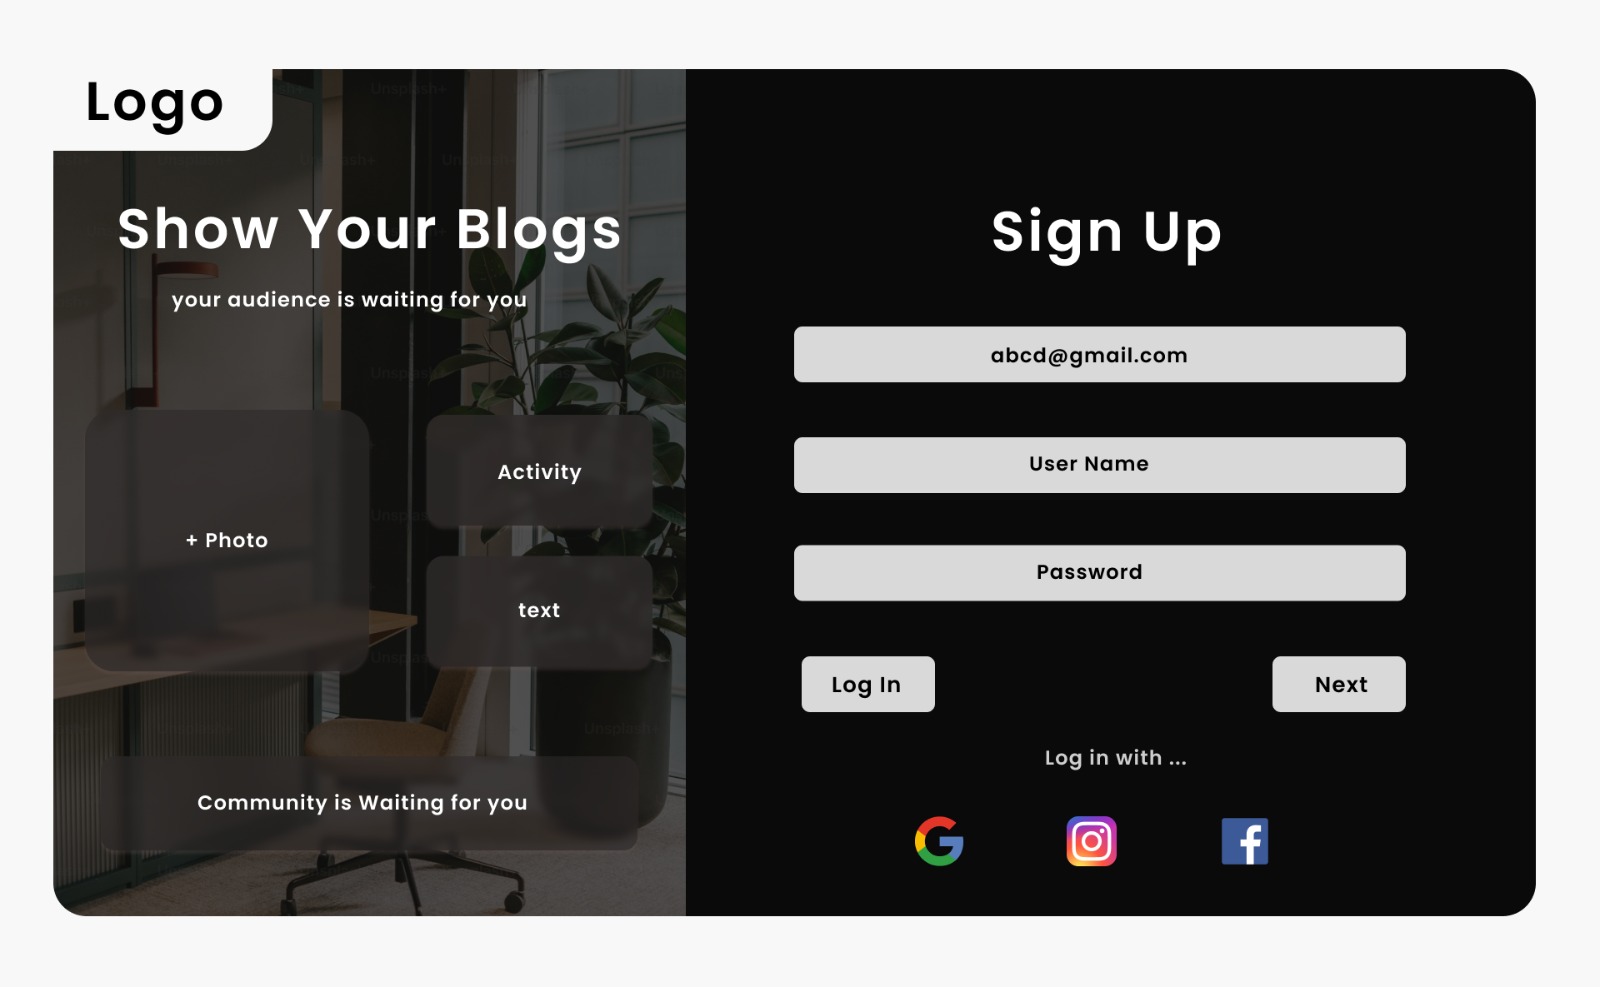 Logo
Show Your Blogs
your audience is waiting for you
+ Photo
Activity
text
Community is Waiting for you
Sign Up
abcd@gmail.com
User Name
Password
Log In
Next
Log in with ...
Unsplash+